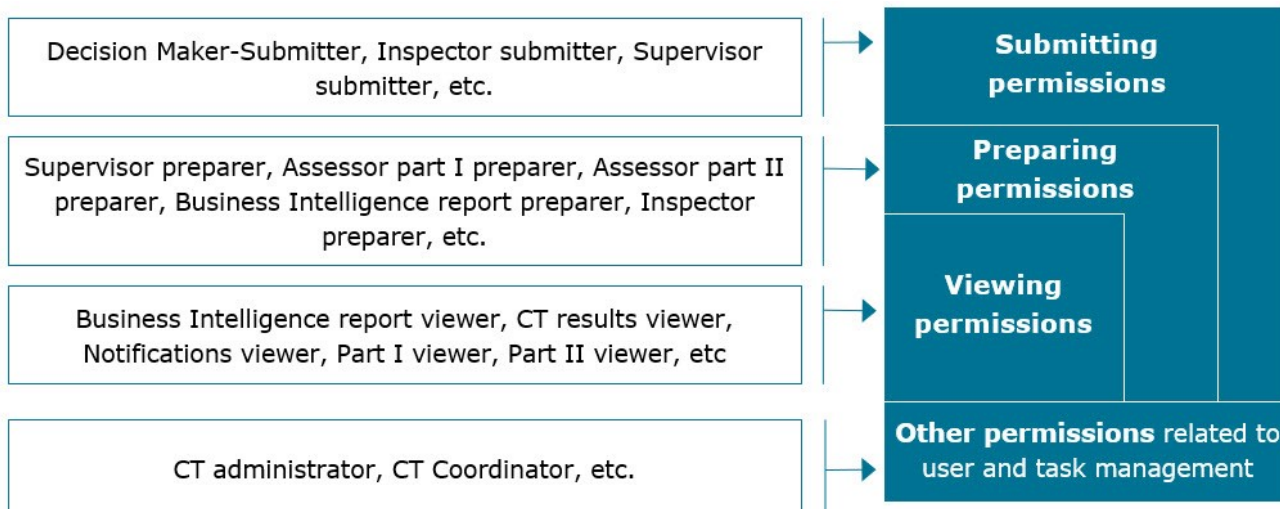 Decision Maker-Submitter, Inspector submitter, Supervisor
submitter, etc.
Submitting
permissions
Supervisor preparer, Assessor part I preparer, Assessor part II
preparer, Business Intelligence report preparer, Inspector
preparer, etc.
Preparing
permissions
Business Intelligence report viewer, CT results viewer,
Notifications viewer, Part I viewer, Part II viewer, etc
Viewing
permissions
CT administrator, CT Coordinator, etc.
Other permissions related to
user and task management